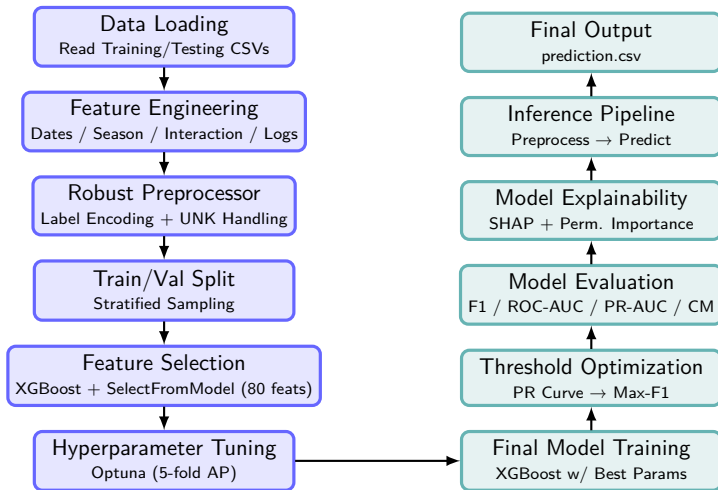 Data Loading
Read Training/Testing CSVs
Feature Engineering
Dates / Season / Interaction / Logs
Robust Preprocessor
Label Encoding + UNK Handling
Train/Val Split
Stratified Sampling
Feature Selection
XGBoost + SelectFromModel (80 feats)
Hyperparameter Tuning
Optuna (5-fold AP)
Final Model Training
XGBoost w/ Best Params
Threshold Optimization
PR Curve → Max-F1
Model Evaluation
F1 / ROC-AUC / PR-AUC / CM
Model Explainability
SHAP + Perm. Importance
Inference Pipeline
Preprocess → Predict
Final Output
prediction.csv